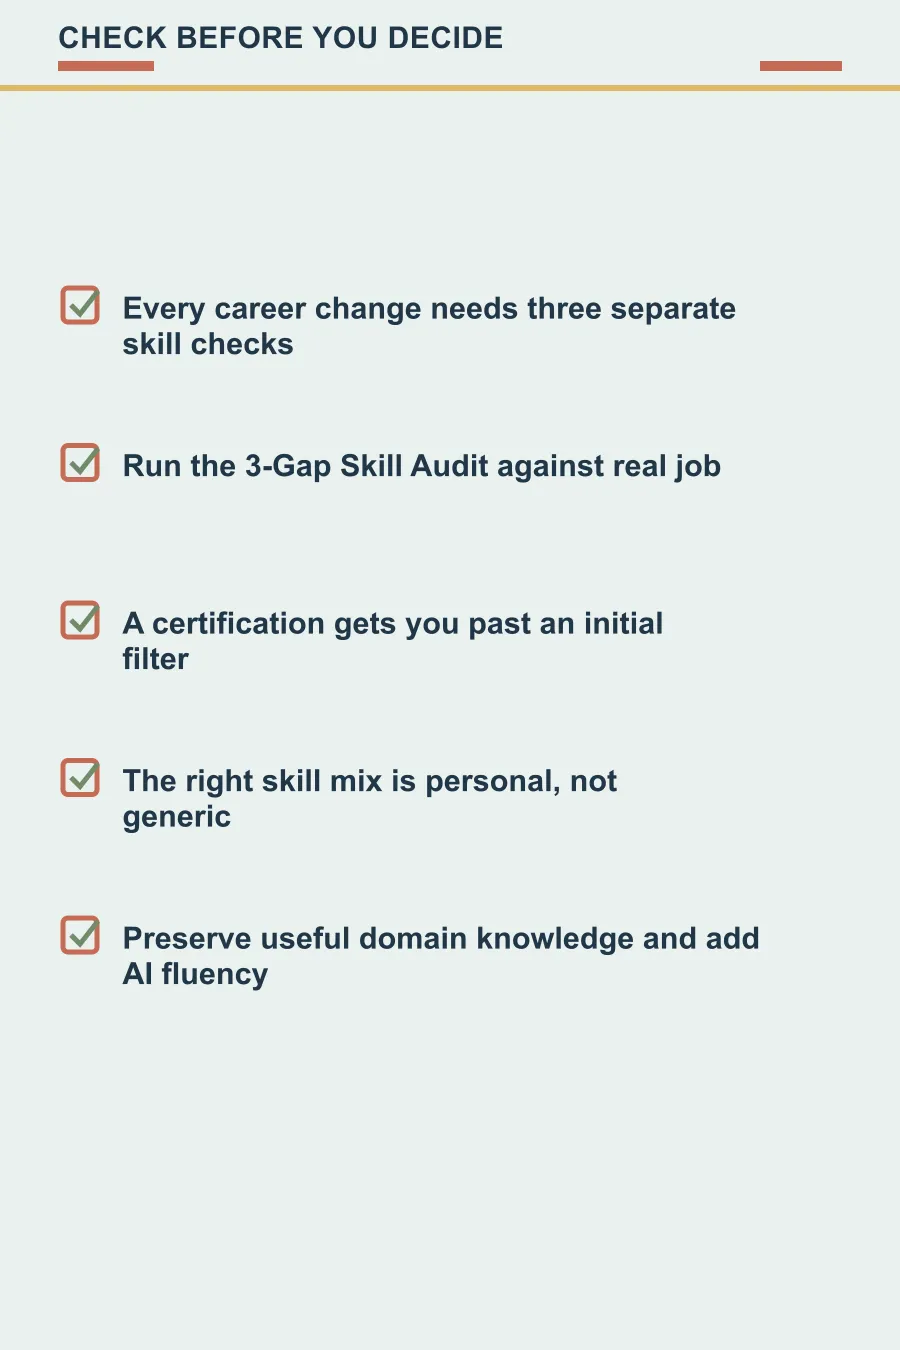 CHECK BEFORE YOU DECIDE
Every career change needs three separate
skill checks
Run the 3-Gap Skill Audit against real job
A certification gets you past an initial
filter
The right skill mix is personal, not
generic
Preserve useful domain knowledge and add
AI fluency